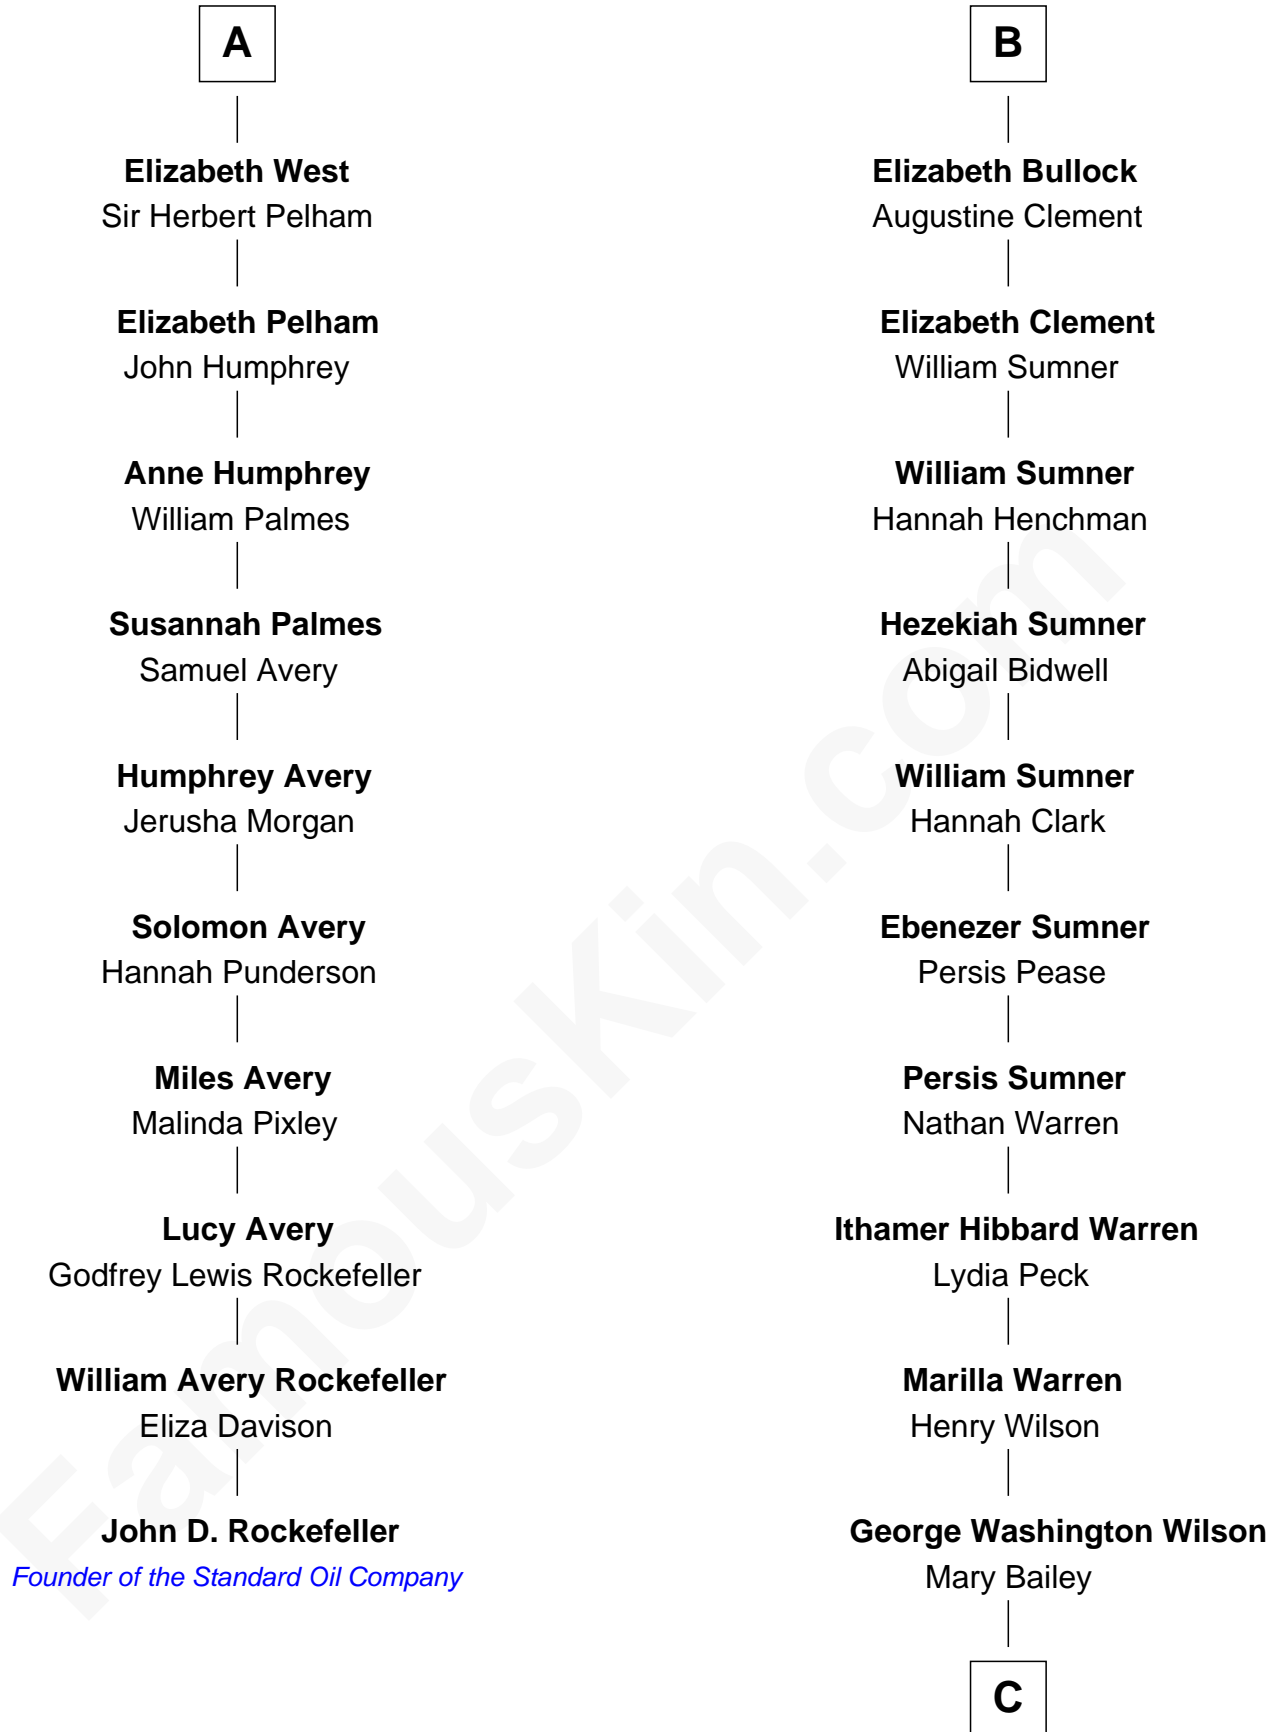 A
Elizabeth West
Sir Herbert Pelham
Elizabeth Pelham
John Humphrey
Anne Humphrey
William Palmes
Susannah Palmes
Samuel Avery
Humphrey Avery
Jerusha Morgan
Solomon Avery
Hannah Punderson
Miles Avery
Malinda Pixley
Lucy Avery
Godfrey Lewis Rockefeller
William Avery Rockefeller
Eliza Davison
John D. Rockefeller
Founder of the Standard Oil Company
B
Elizabeth Bullock
Augustine Clement
Elizabeth Clement
William Sumner
William Sumner
Hannah Henchman
Hezekiah Sumner
Abigail Bidwell
William Sumner
Hannah Clark
Ebenezer Sumner
Persis Pease
Persis Sumner
Nathan Warren
Ithamer Hibbard Warren
Lydia Peck
Marilla Warren
Henry Wilson
George Washington Wilson
Mary Bailey
C
FamousKin.com